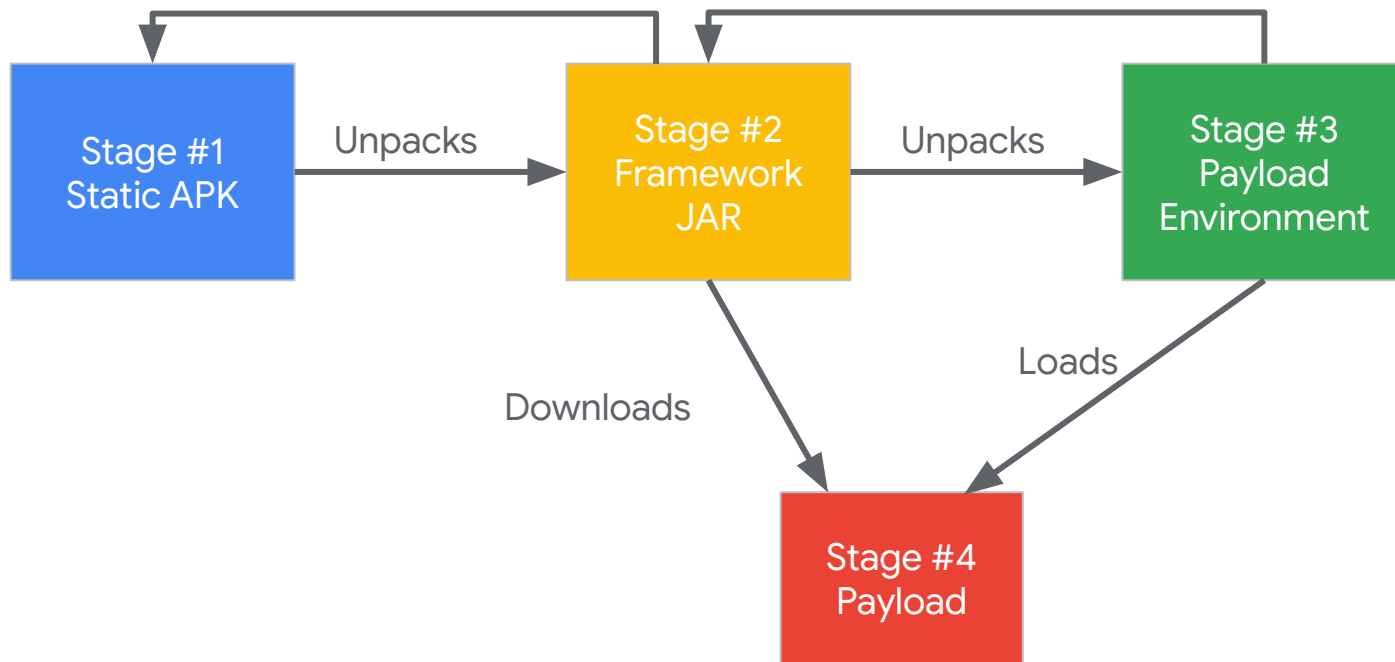 Stage #1
Static APK
Unpacks
Stage #2
Framework
JAR
Unpacks
Stage #3
Payload
Environment
Downloads
Loads
Stage #4
Payload